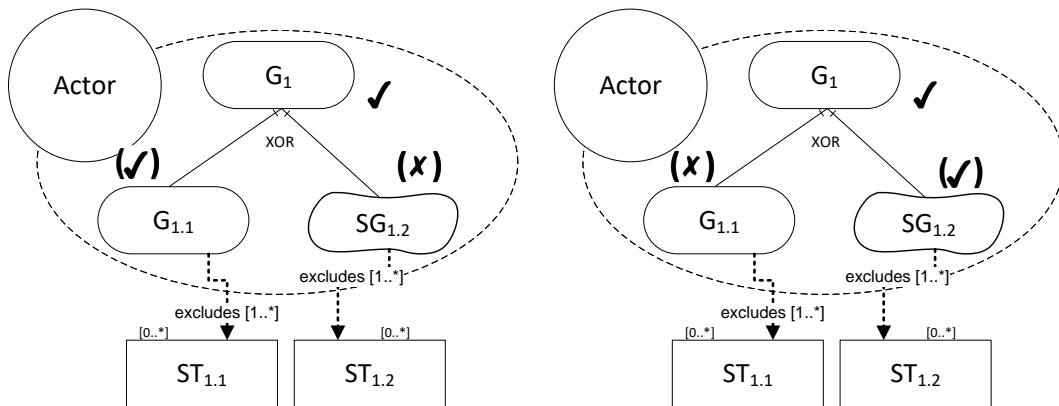 Actor
G1
✓
XOR
(✓)
(✗)
G1.1
SG1.2
excludes [1..*]
excludes [1..*]
[0..*]
[0..*]
ST1.1
ST1.2
Actor
G1
✓
XOR
(✗)
(✓)
G1.1
SG1.2
excludes [1..*]
excludes [1..*]
[0..*]
[0..*]
ST1.1
ST1.2